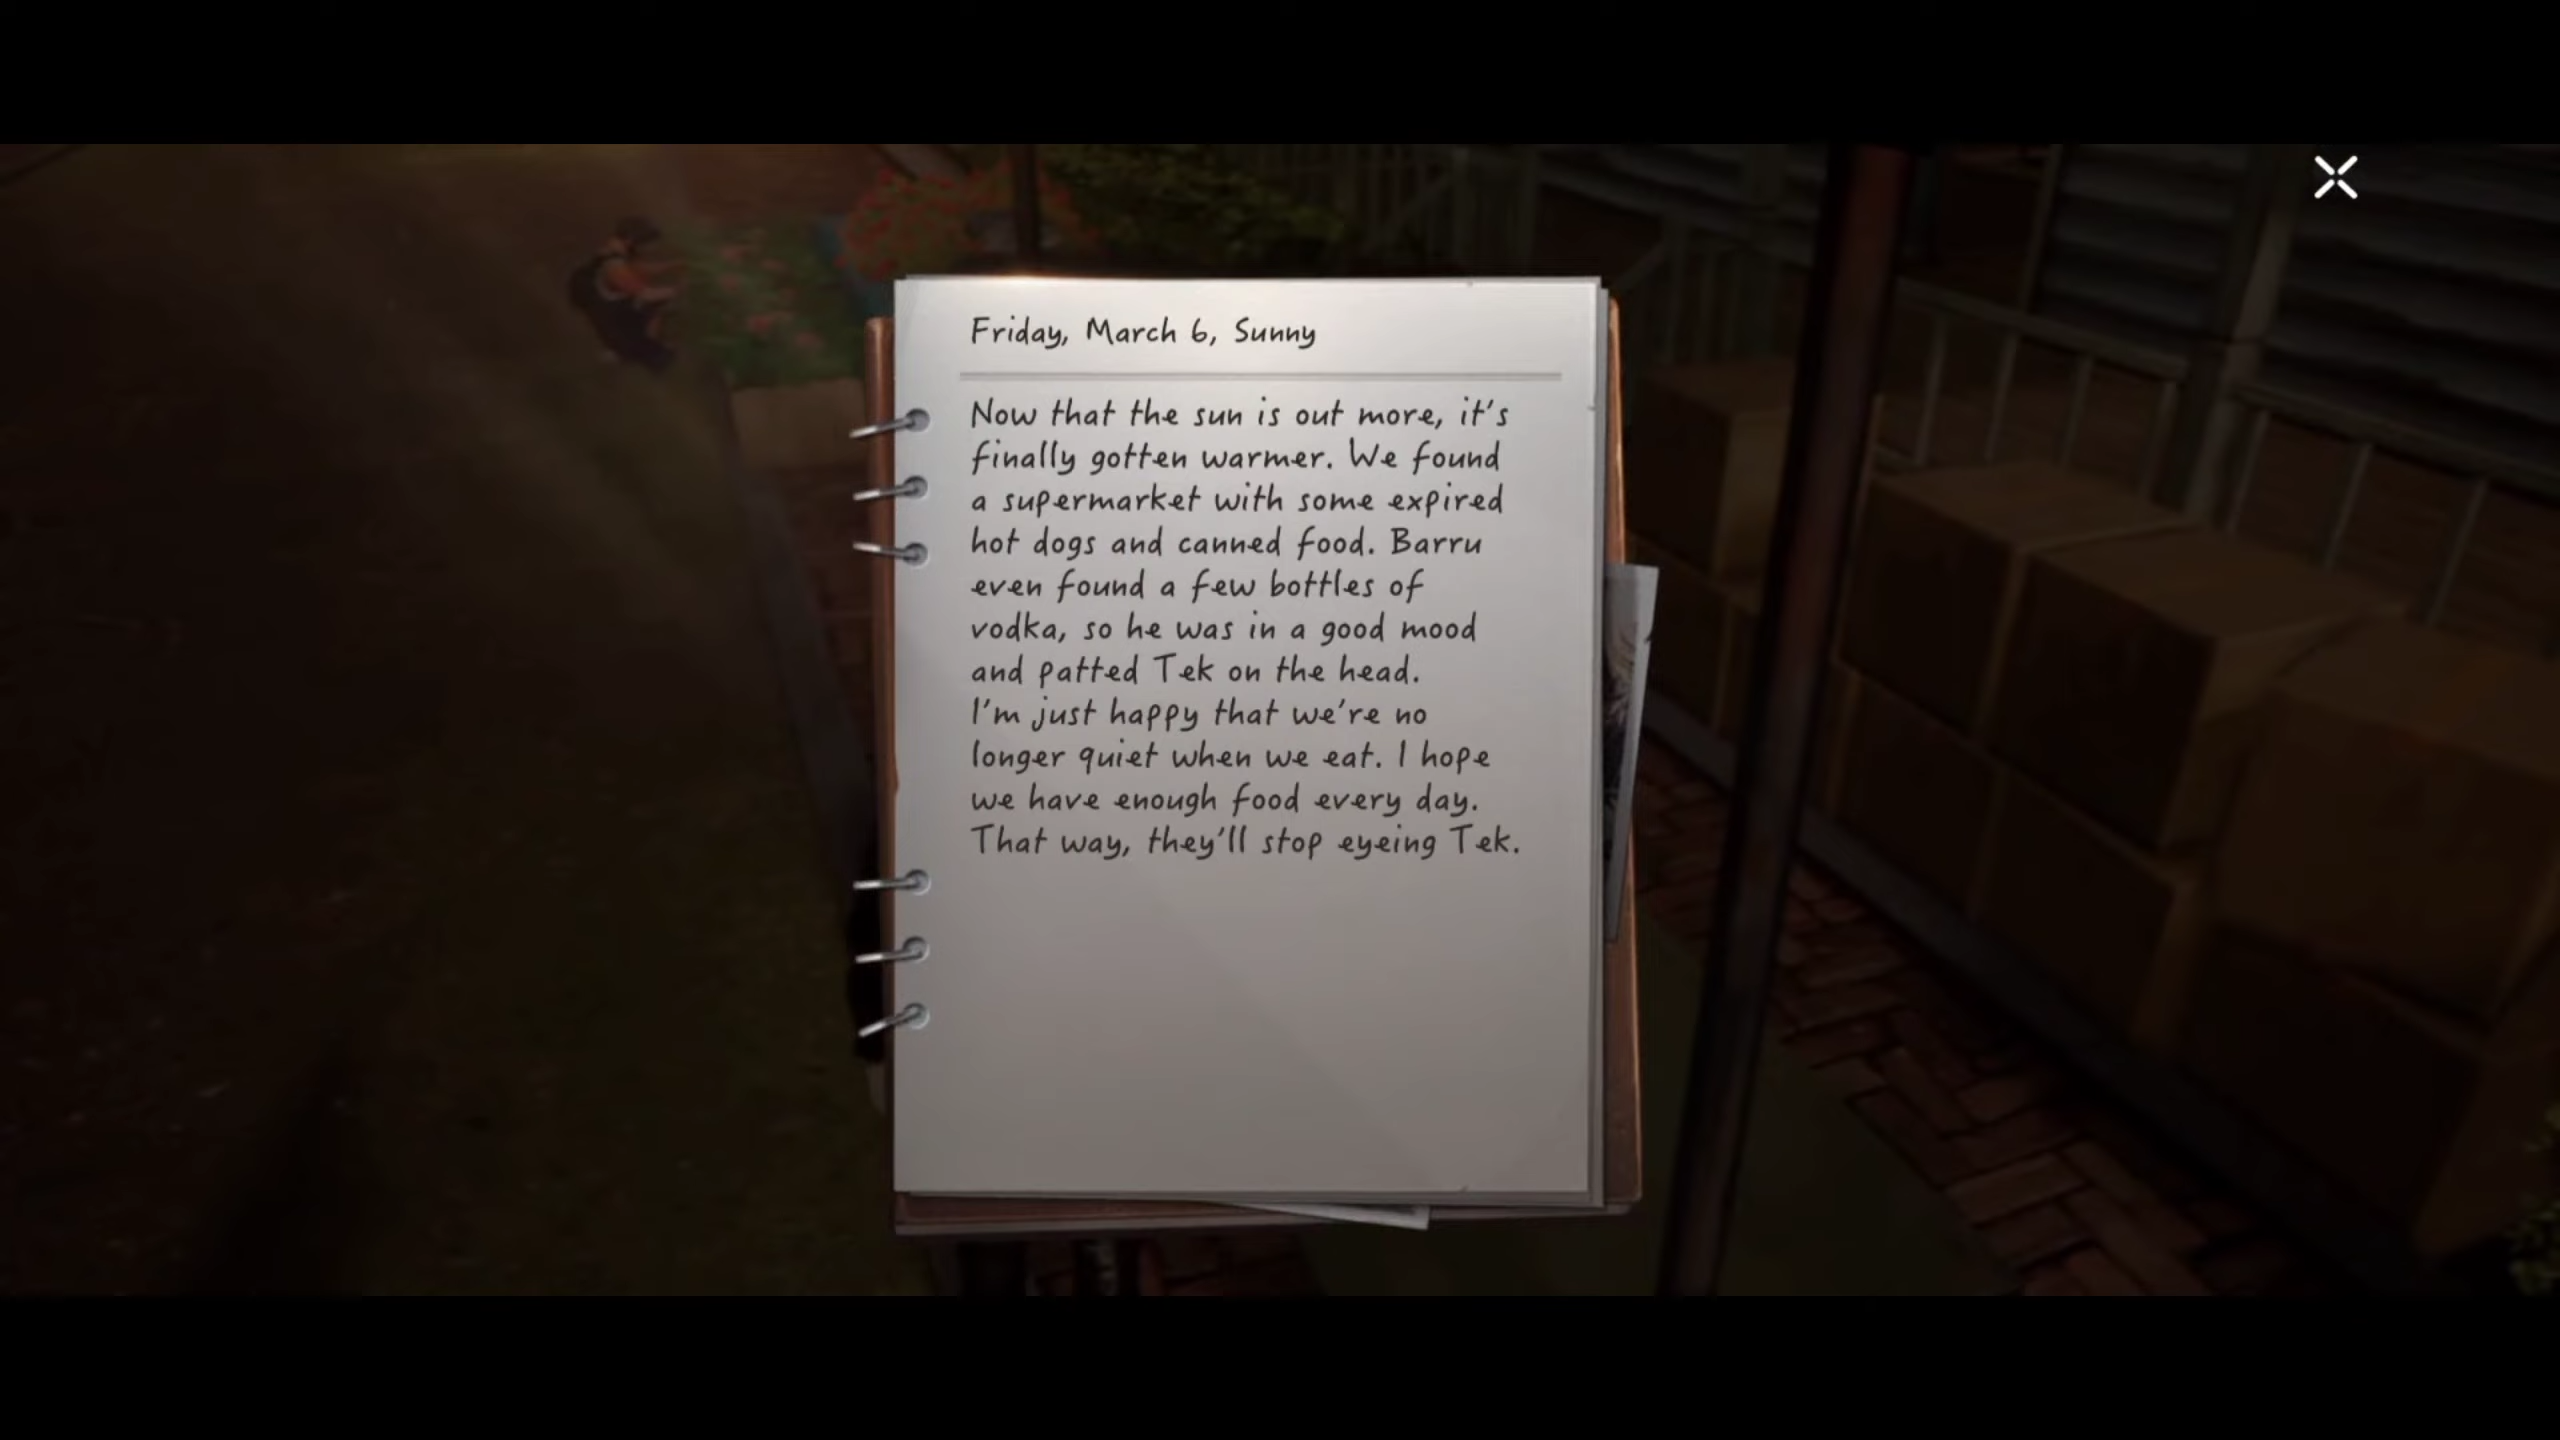 Friday, March 6, Sunny
Now that the sun is out more, it's
finally gotten warmer. We found
a supermarket with some expired
hot dogs and canned food. Barru
even found a few bottles of
vodka, so he was in a good mood
and patted Tek on the head.
I'm just happy that we're no
longer quiet when we eat. I hope
we have enough food every day.
That way, they'll stop eyeing Tek.